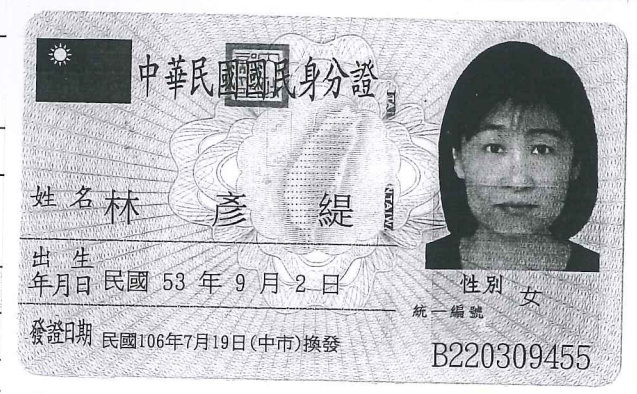 中華民國國民身分證
姓名 林彥緹
出生年月日 民國 53 年 9 月 2 日
性別 女
發證日期 民國106年7月19日(中市)換發
統一編號
B220309455